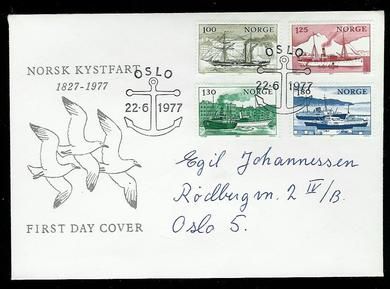 1.00 NORGE
1.25 NORGE
NORSK KYSTFART
1827-1977
OSLO
22·6 1977
OSLO
22·6 1977
1.30 NORGE
1.80 NORGE
Egil Johannessen
Rødbergvn. 2 IV/B.
Oslo 5.
FIRST DAY COVER